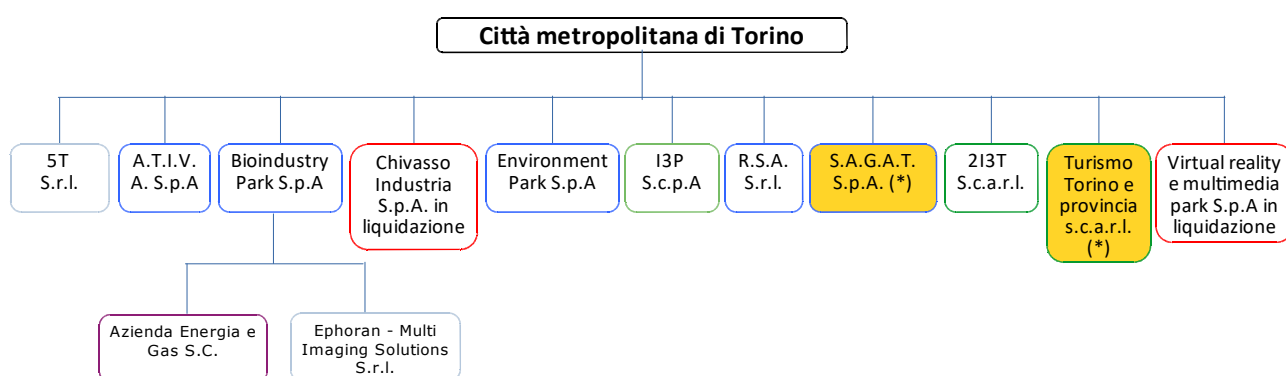 Città metropolitana di Torino
5T
S.r.l.
A.T.I.V.
A. S.p.A
Bioindustry
Park S.p.A
Chivasso
Industria
S.p.A. in
liquidazione
Environment
Park S.p.A
I3P
S.c.p.A
R.S.A.
S.r.l.
S.A.G.A.T.
S.p.A. (*)
2I3T
S.c.a.r.l.
Turismo
Torino e
provincia
s.c.a.r.l.
(*)
Virtual reality
e multimedia
park S.p.A in
liquidazione
Azienda Energia e
Gas S.C.
Ephoran - Multi
Imaging Solutions
S.r.l.